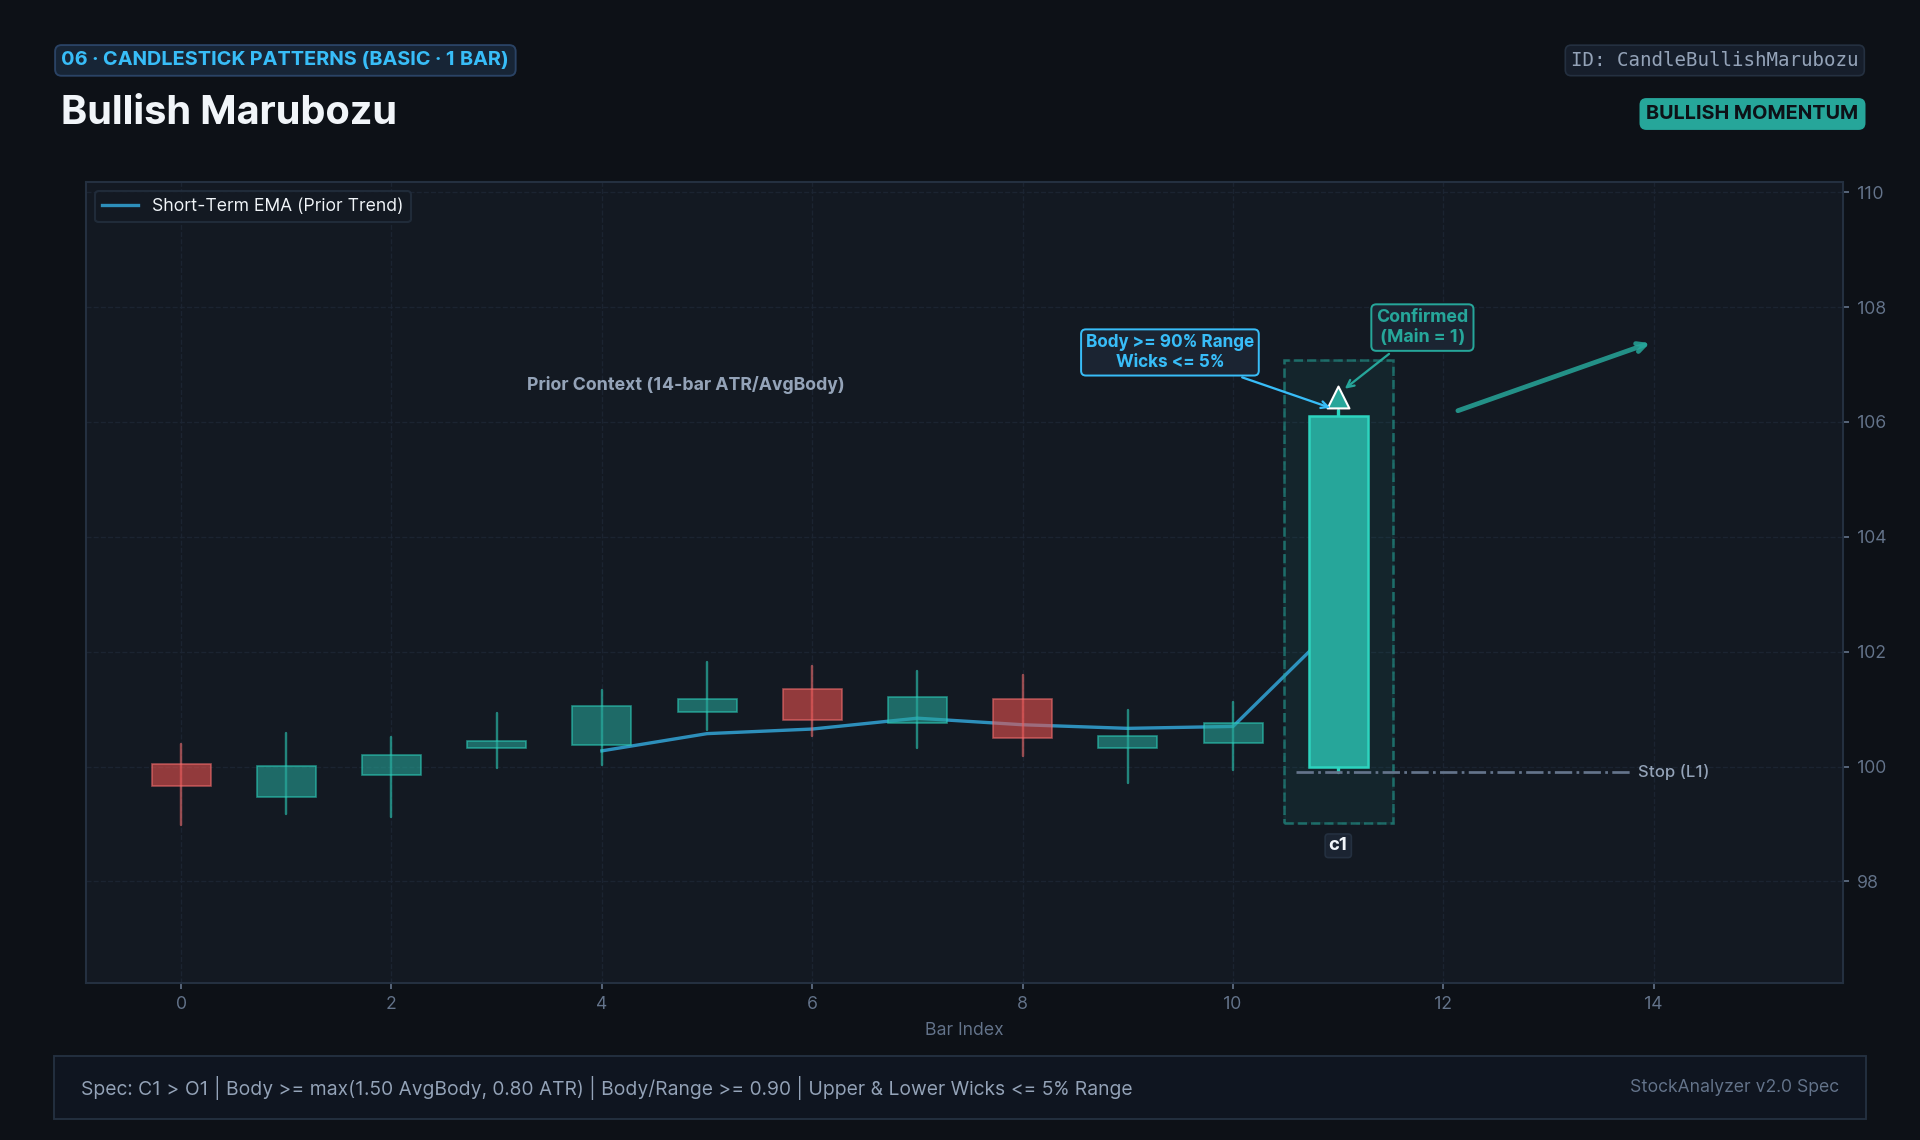 06 · CANDLESTICK PATTERNS (BASIC · 1 BAR)
ID: CandleBullishMarubozu
Bullish Marubozu
BULLISH MOMENTUM
Short-Term EMA (Prior Trend)
110
108
106
104
102
100
98
Confirmed
(Main = 1)
Body >= 90% Range
Wicks <= 5%
Prior Context (14-bar ATR/AvgBody)
Stop (L1)
c1
0
2
4
6
8
10
12
14
Bar Index
Spec: C1 > O1 | Body >= max(1.50 AvgBody, 0.80 ATR) | Body/Range >= 0.90 | Upper & Lower Wicks <= 5% Range
StockAnalyzer v2.0 Spec